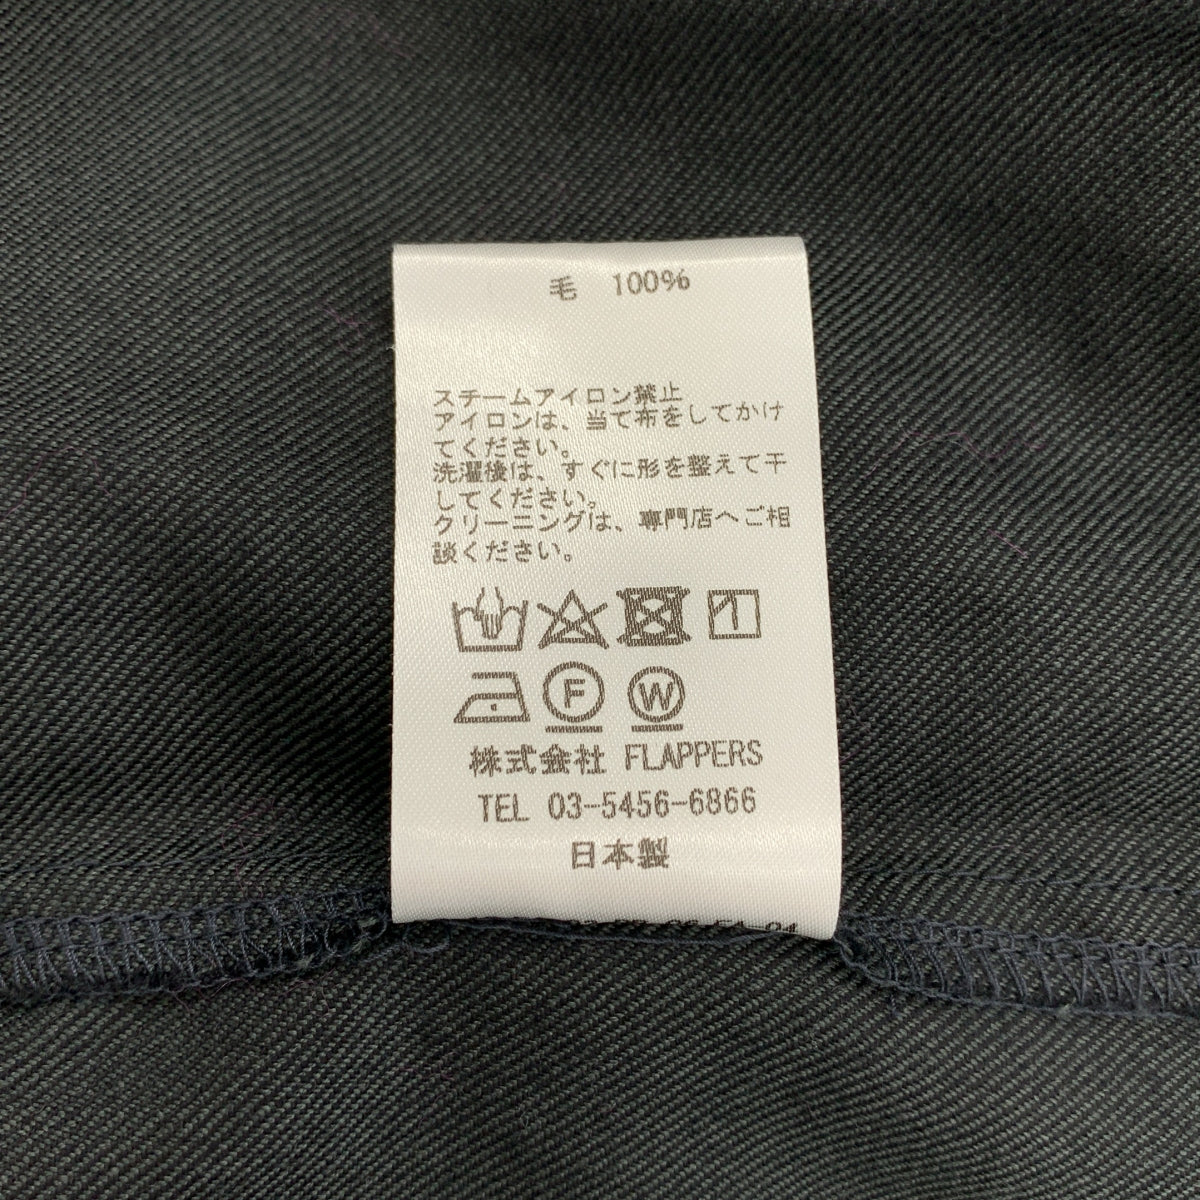 毛 100%
スチームアイロン禁止
アイロンは、当て布をしてかけ
てください。
洗濯後は、すぐに形を整えて干
してください。
クリーニングは、専門店へご相
談ください。
F W
株式会社 FLAPPERS
TEL 03-5456-6866
日本製